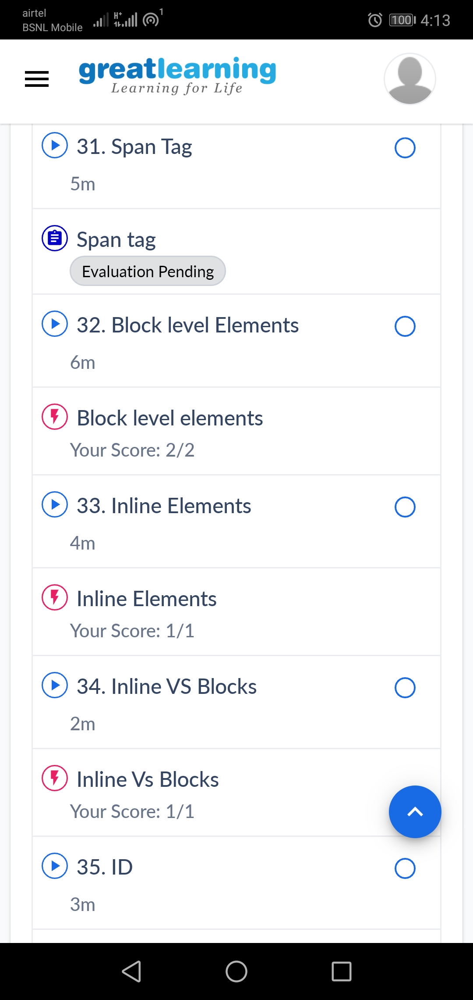 airtel
BSNL Mobile
H+
1
100
4:13
greatlearning
Learning for Life
31. Span Tag
5m
Span tag
Evaluation Pending
32. Block level Elements
6m
Block level elements
Your Score: 2/2
33. Inline Elements
4m
Inline Elements
Your Score: 1/1
34. Inline VS Blocks
2m
Inline Vs Blocks
Your Score: 1/1
35. ID
3m